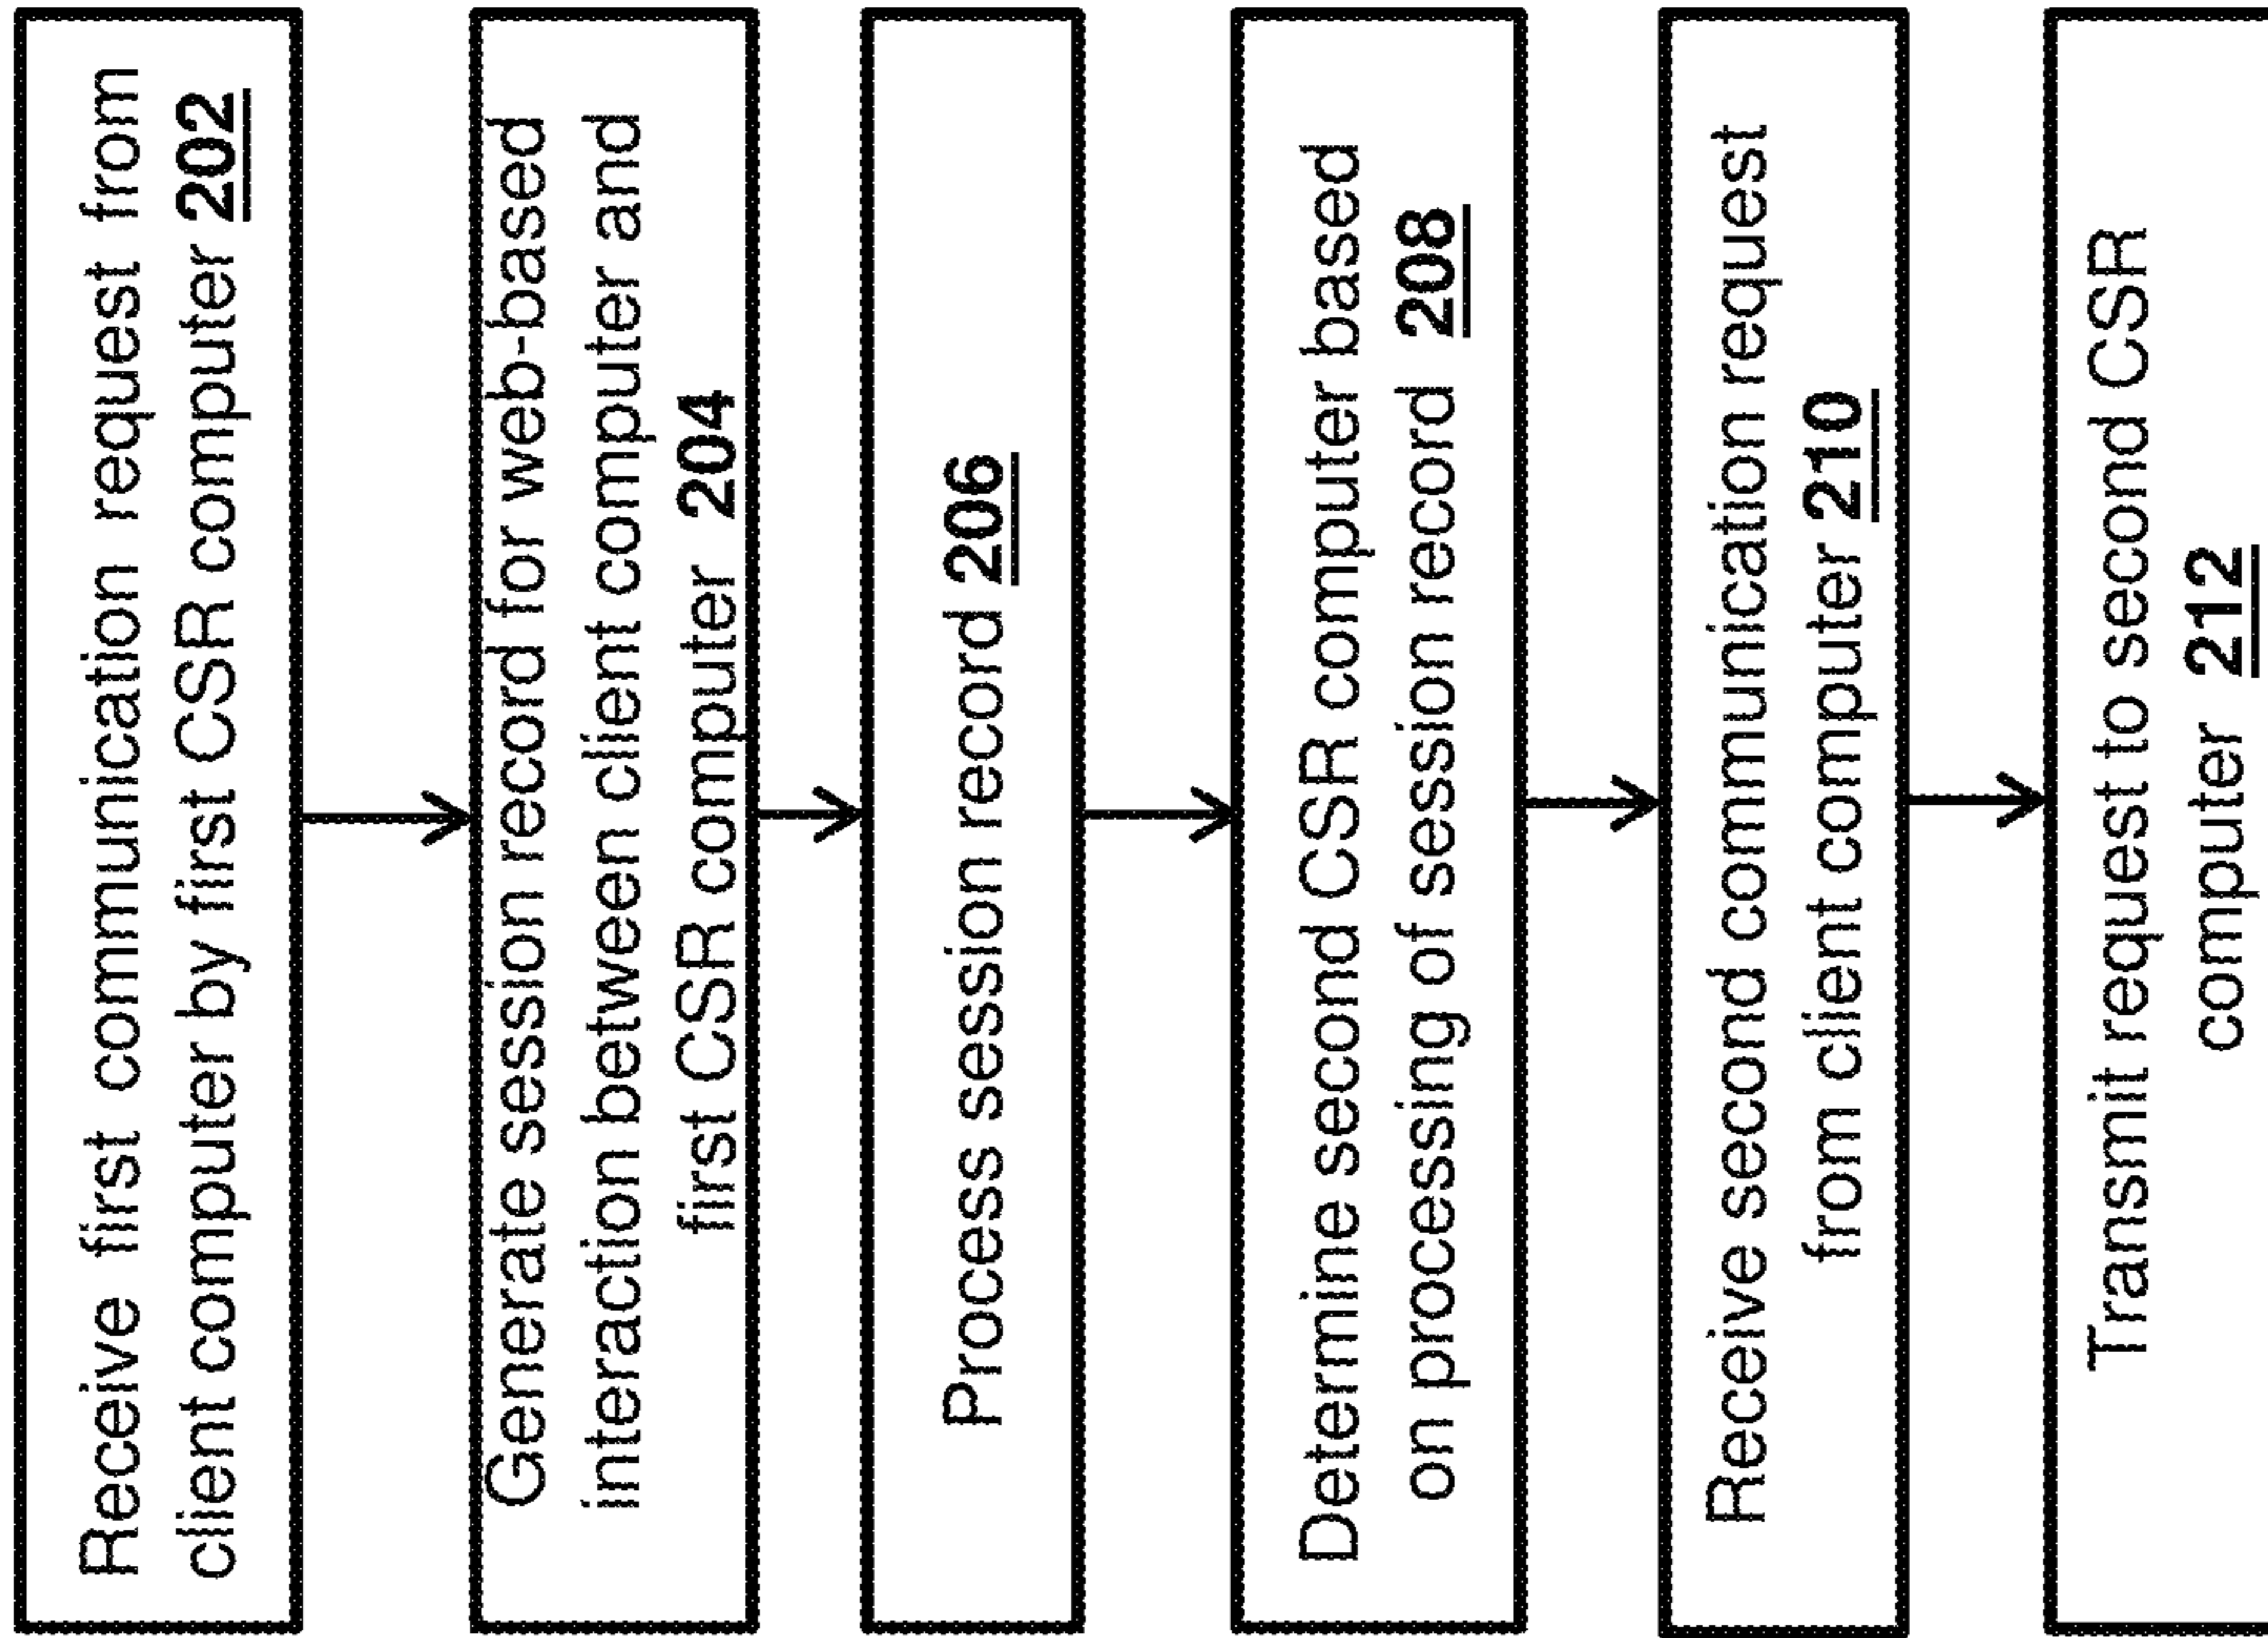 Receive first communication request from
client computer by first CSR computer 202
Generate session record for web-based
interaction between client computer and
first CSR computer 204
Process session record 206
Determine second CSR computer based
on processing of session record 208
Receive second communication request
from client computer 210
Transmit request to second CSR
computer 212